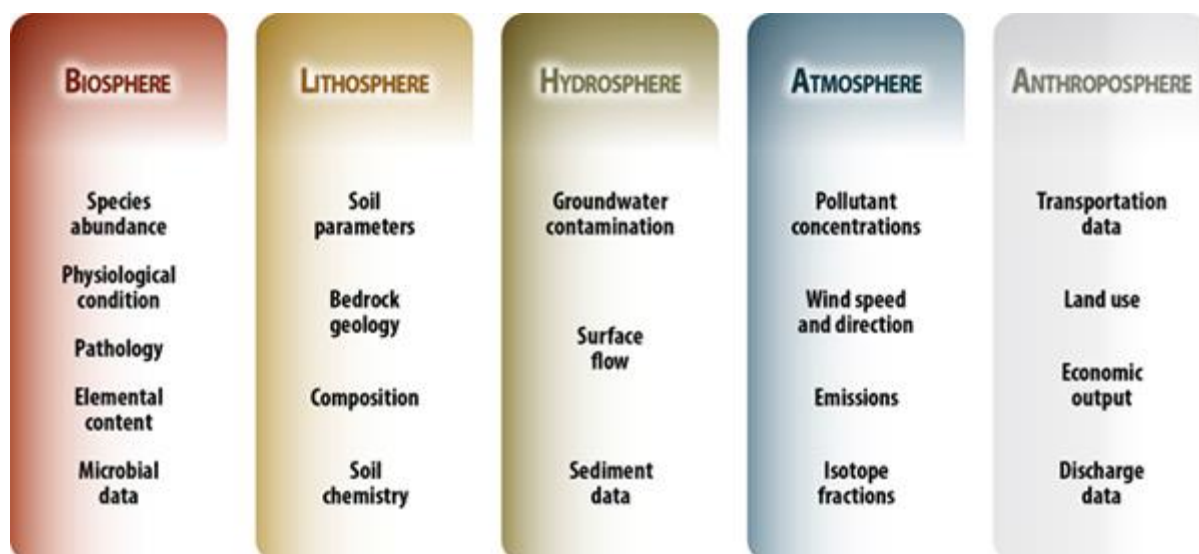 BIOSPHERE
Species
abundance
Physiological
condition
Pathology
Elemental
content
Microbial
data
LITHOSPHERE
Soil
parameters
Bedrock
geology
Composition
Soil
chemistry
HYDROSPHERE
Groundwater
contamination
Surface
flow
Sediment
data
ATMOSPHERE
Pollutant
concentrations
Wind speed
and direction
Emissions
Isotope
fractions
ANTHROPOSPHERE
Transportation
data
Land use
Economic
output
Discharge
data